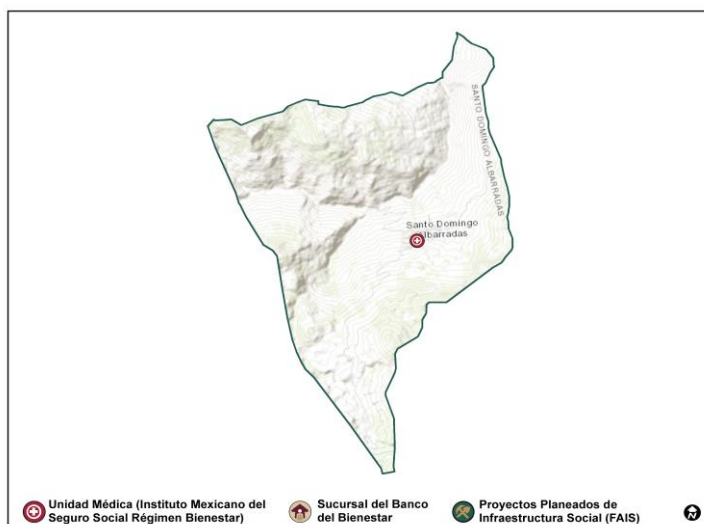 SANTO DOMINGO ALBARRADAS
Santo Domingo
Albarradas
Unidad Médica (Instituto Mexicano del
Seguro Social Régimen Bienestar)
Sucursal del Banco
del Bienestar
Proyectos Planeados de
Infraestructura Social (FAIS)
N